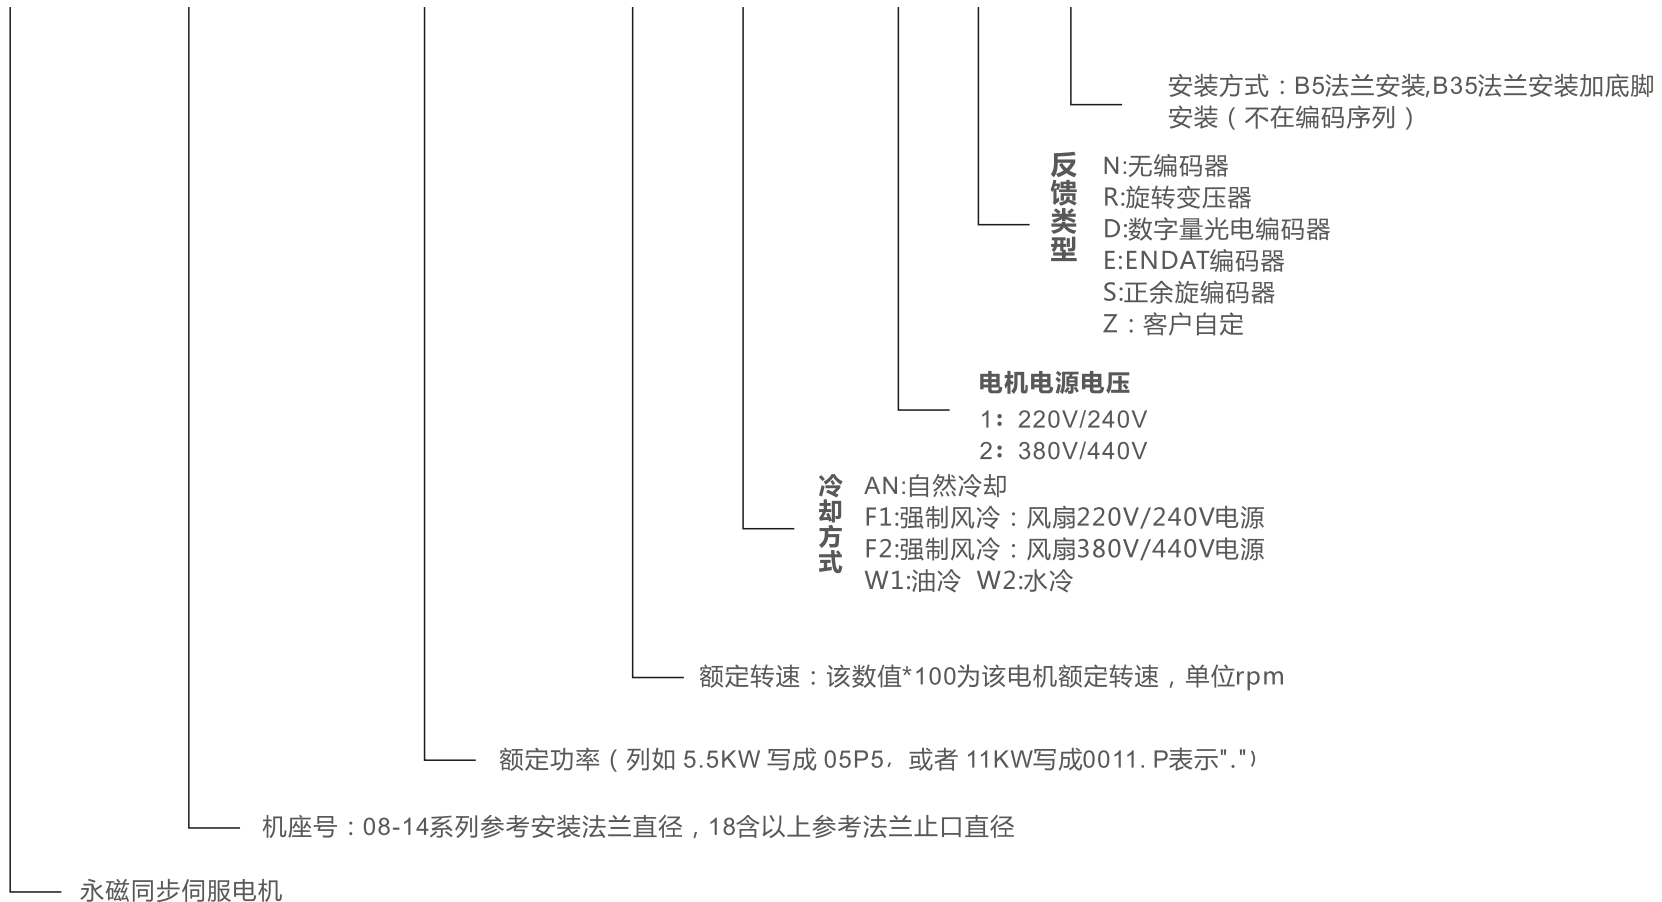 安装方式：B5法兰安装,B35法兰安装加底脚
安装（不在编码序列）
反馈类型
N:无编码器
R:旋转变压器
D:数字量光电编码器
E:ENDAT编码器
S:正余旋编码器
Z：客户自定
电机电源电压
1：220V/240V
2：380V/440V
冷却方式
AN:自然冷却
F1:强制风冷：风扇220V/240V电源
F2:强制风冷：风扇380V/440V电源
W1:油冷 W2:水冷
额定转速：该数值*100为该电机额定转速，单位rpm
额定功率（列如 5.5KW 写成 05P5，或者 11KW写成0011. P表示"."）
机座号：08-14系列参考安装法兰直径，18含以上参考法兰止口直径
永磁同步伺服电机